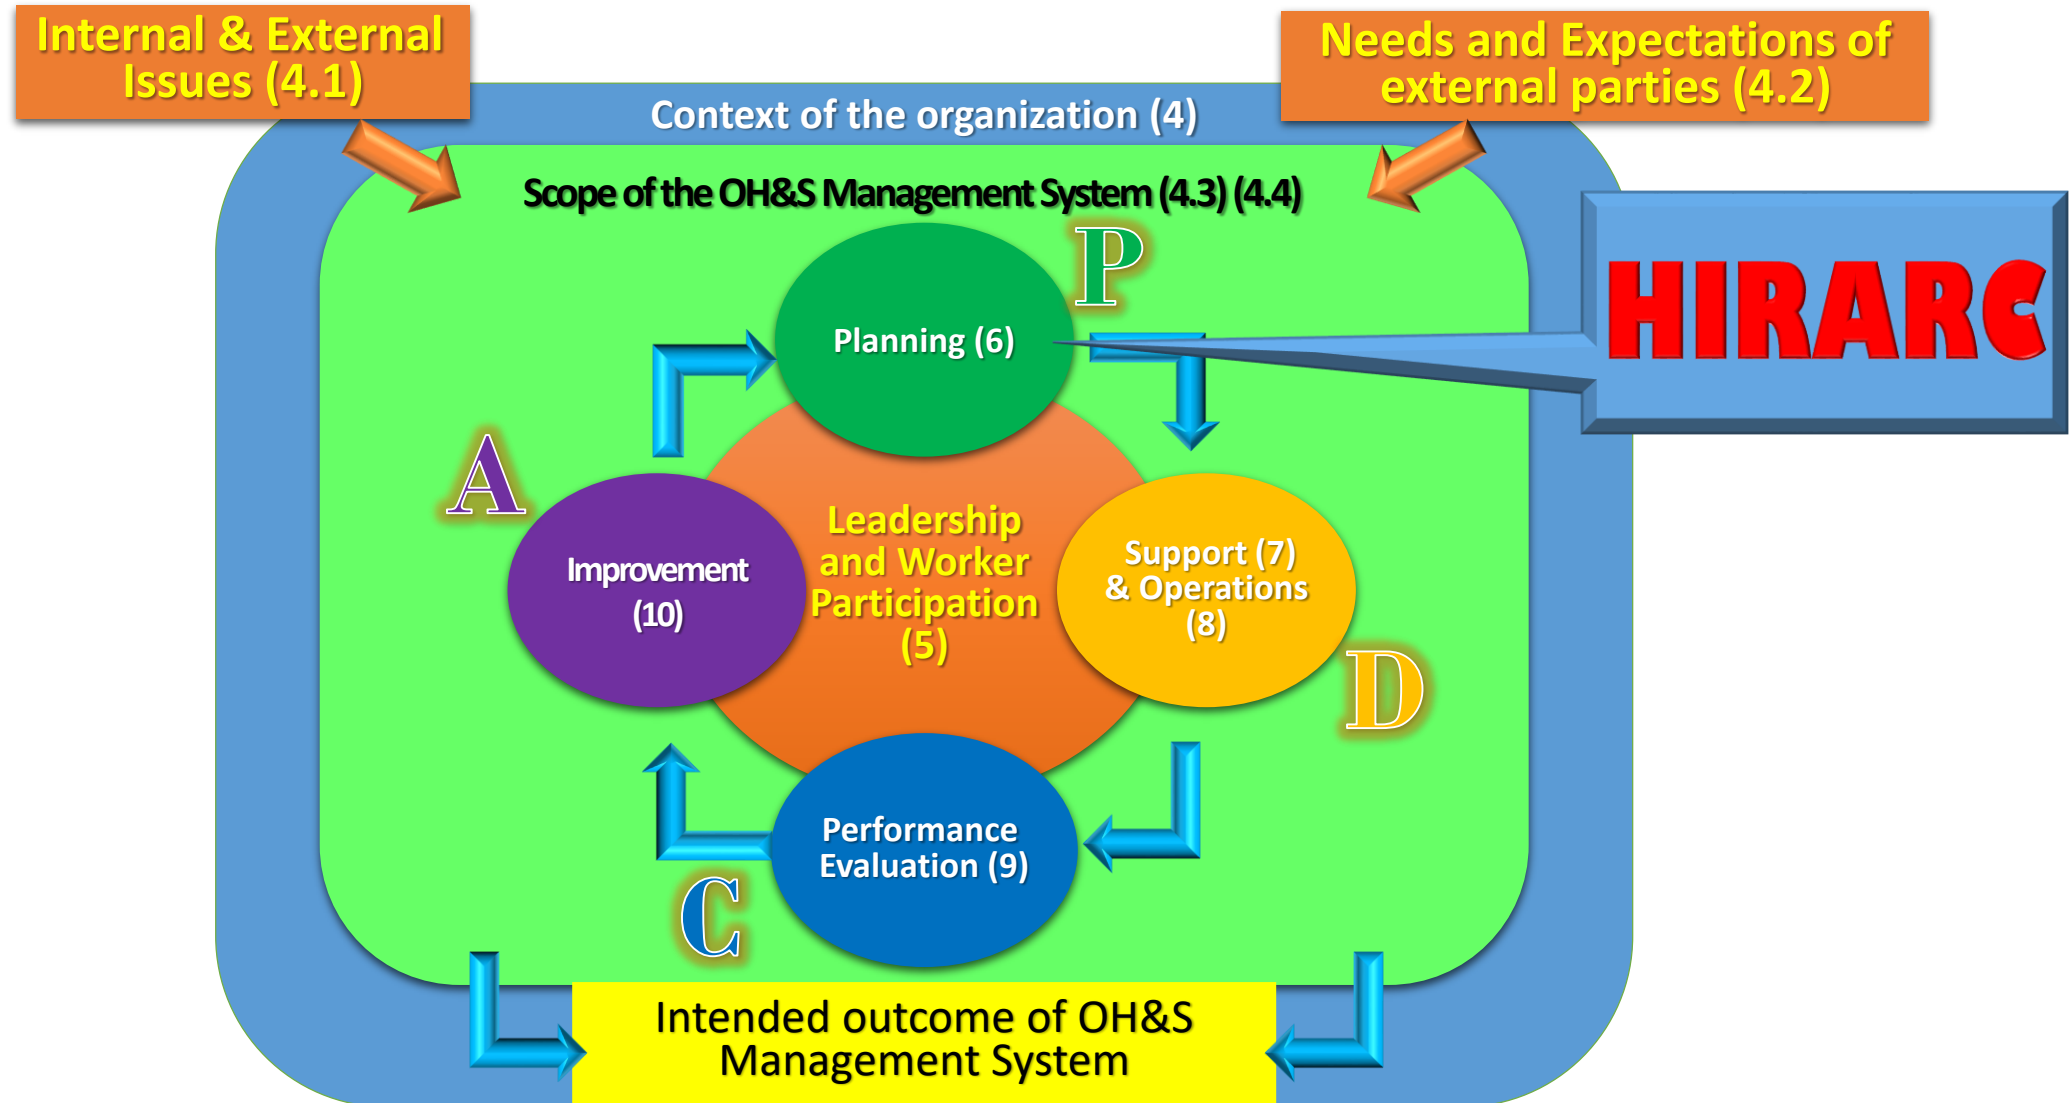 Internal & External
Issues (4.1)
Needs and Expectations of
external parties (4.2)
Context of the organization (4)
Scope of the OH&S Management System (4.3) (4.4)
P
HIRARC
Planning (6)
A
Leadership
and Worker
Participation
(5)
Improvement
(10)
Support (7)
& Operations
(8)
D
Performance
Evaluation (9)
C
Intended outcome of OH&S
Management System